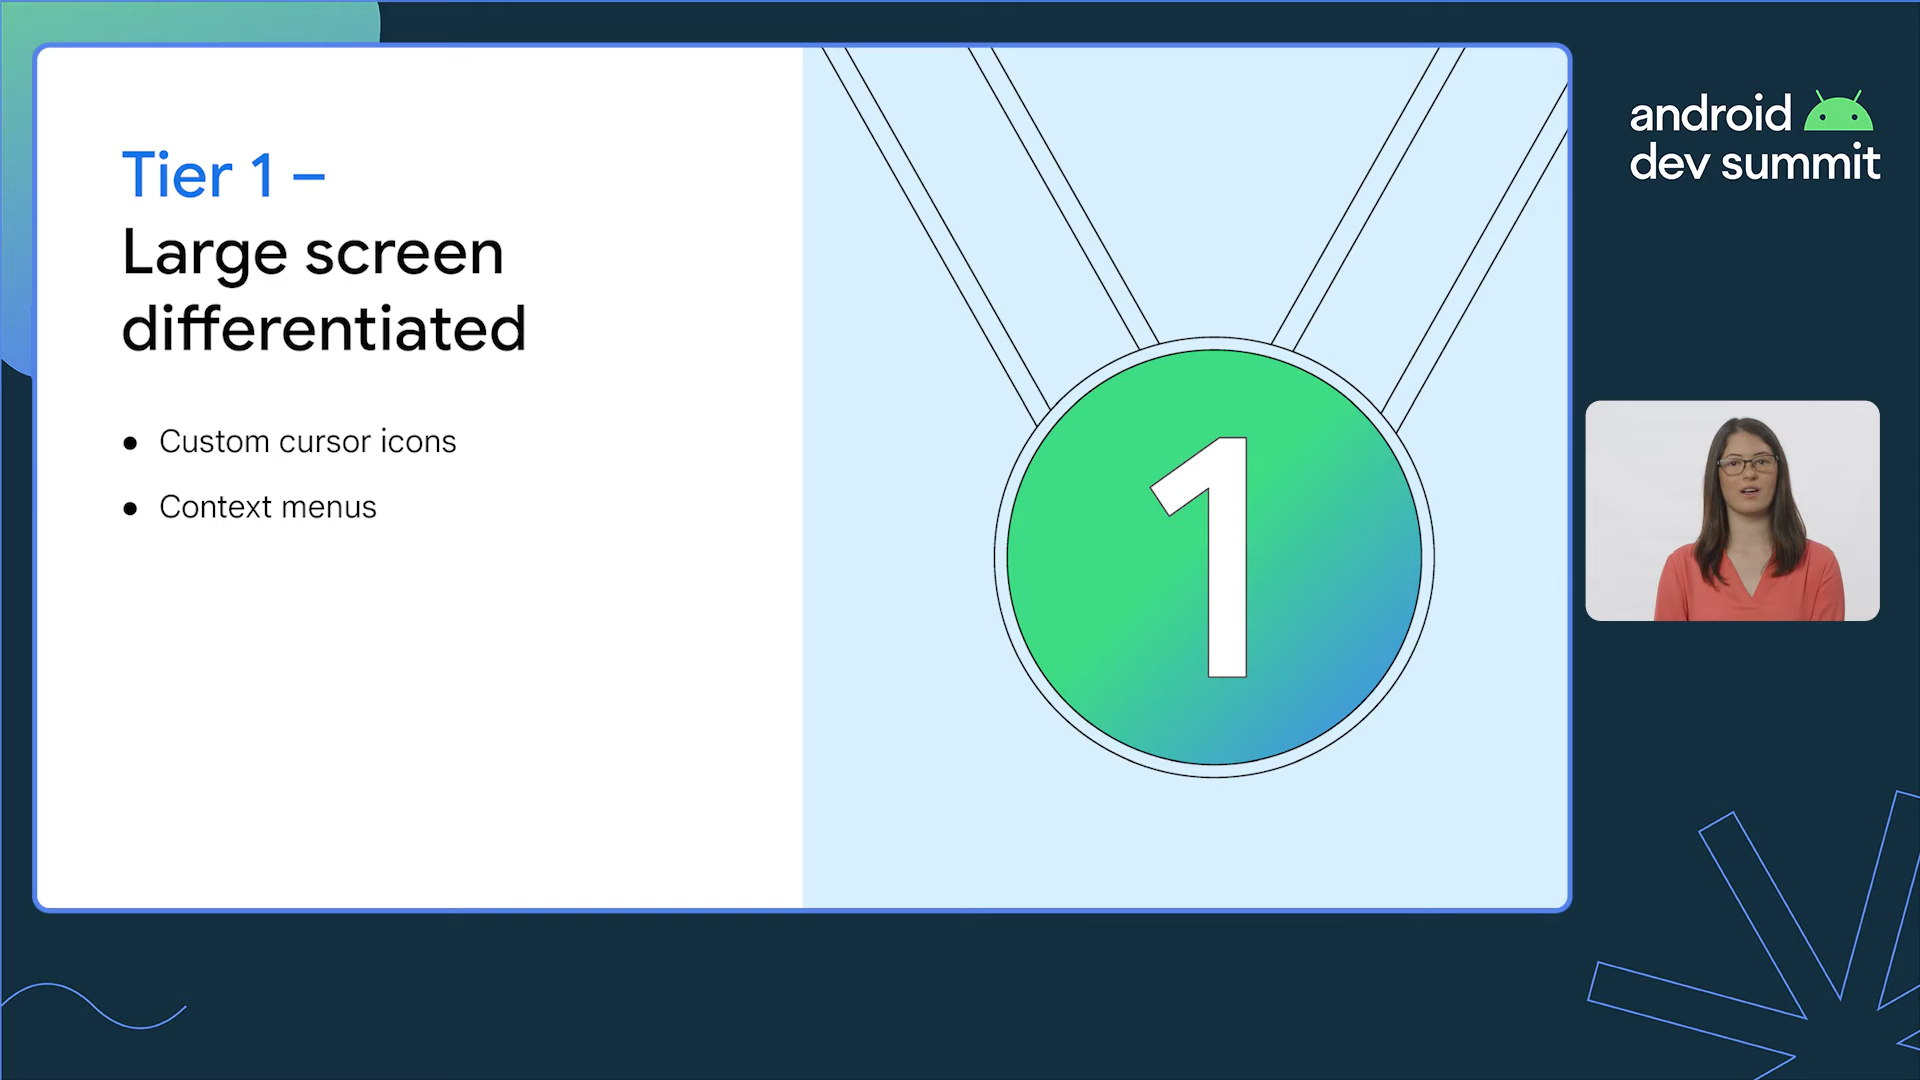 Tier 1 –
Large screen
differentiated
● Custom cursor icons
● Context menus
1
android
dev summit